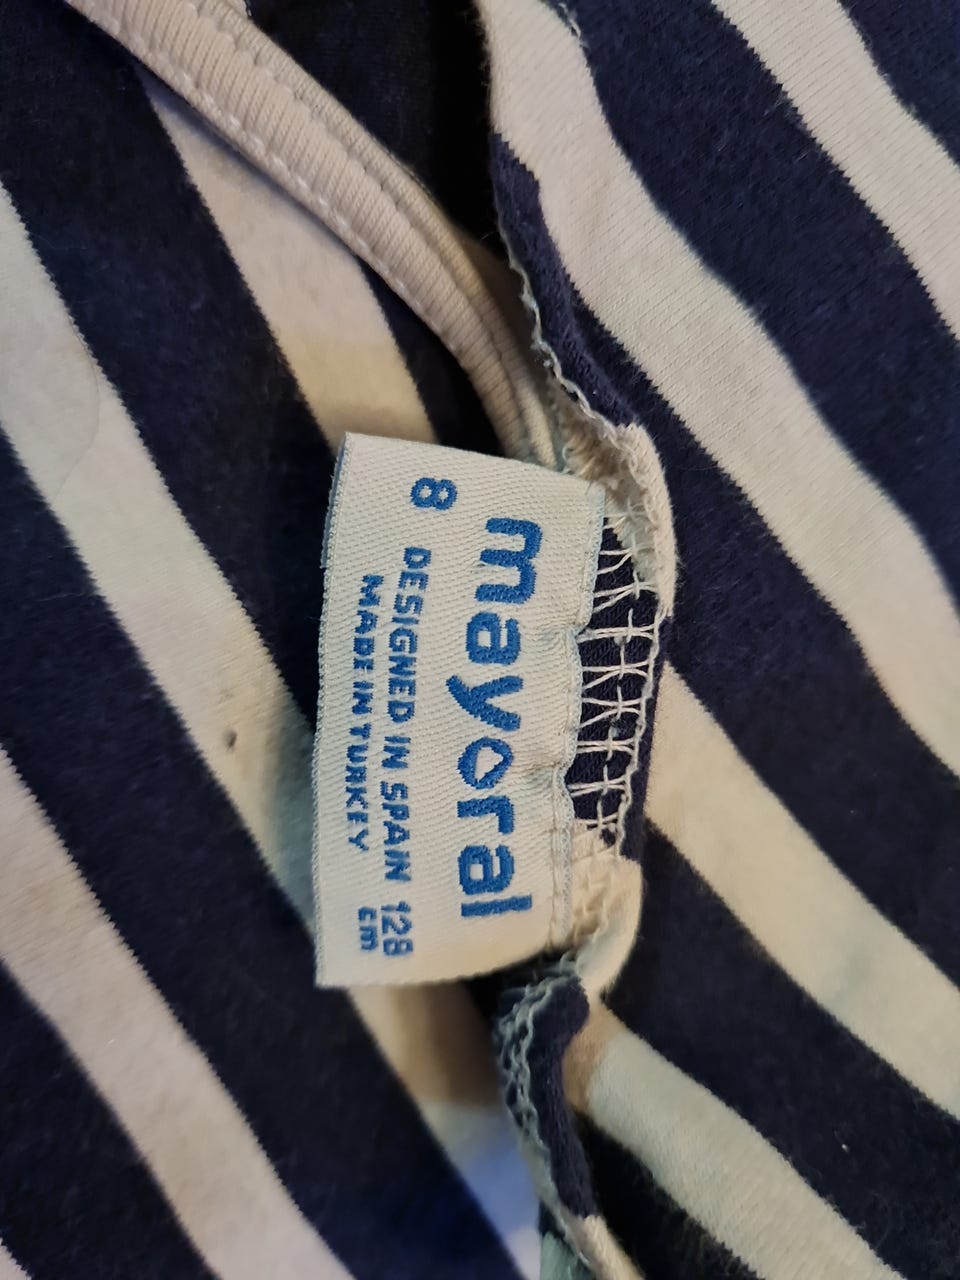 mayoral
8 DESIGNED IN SPAIN 128
MADE IN TURKEY cm